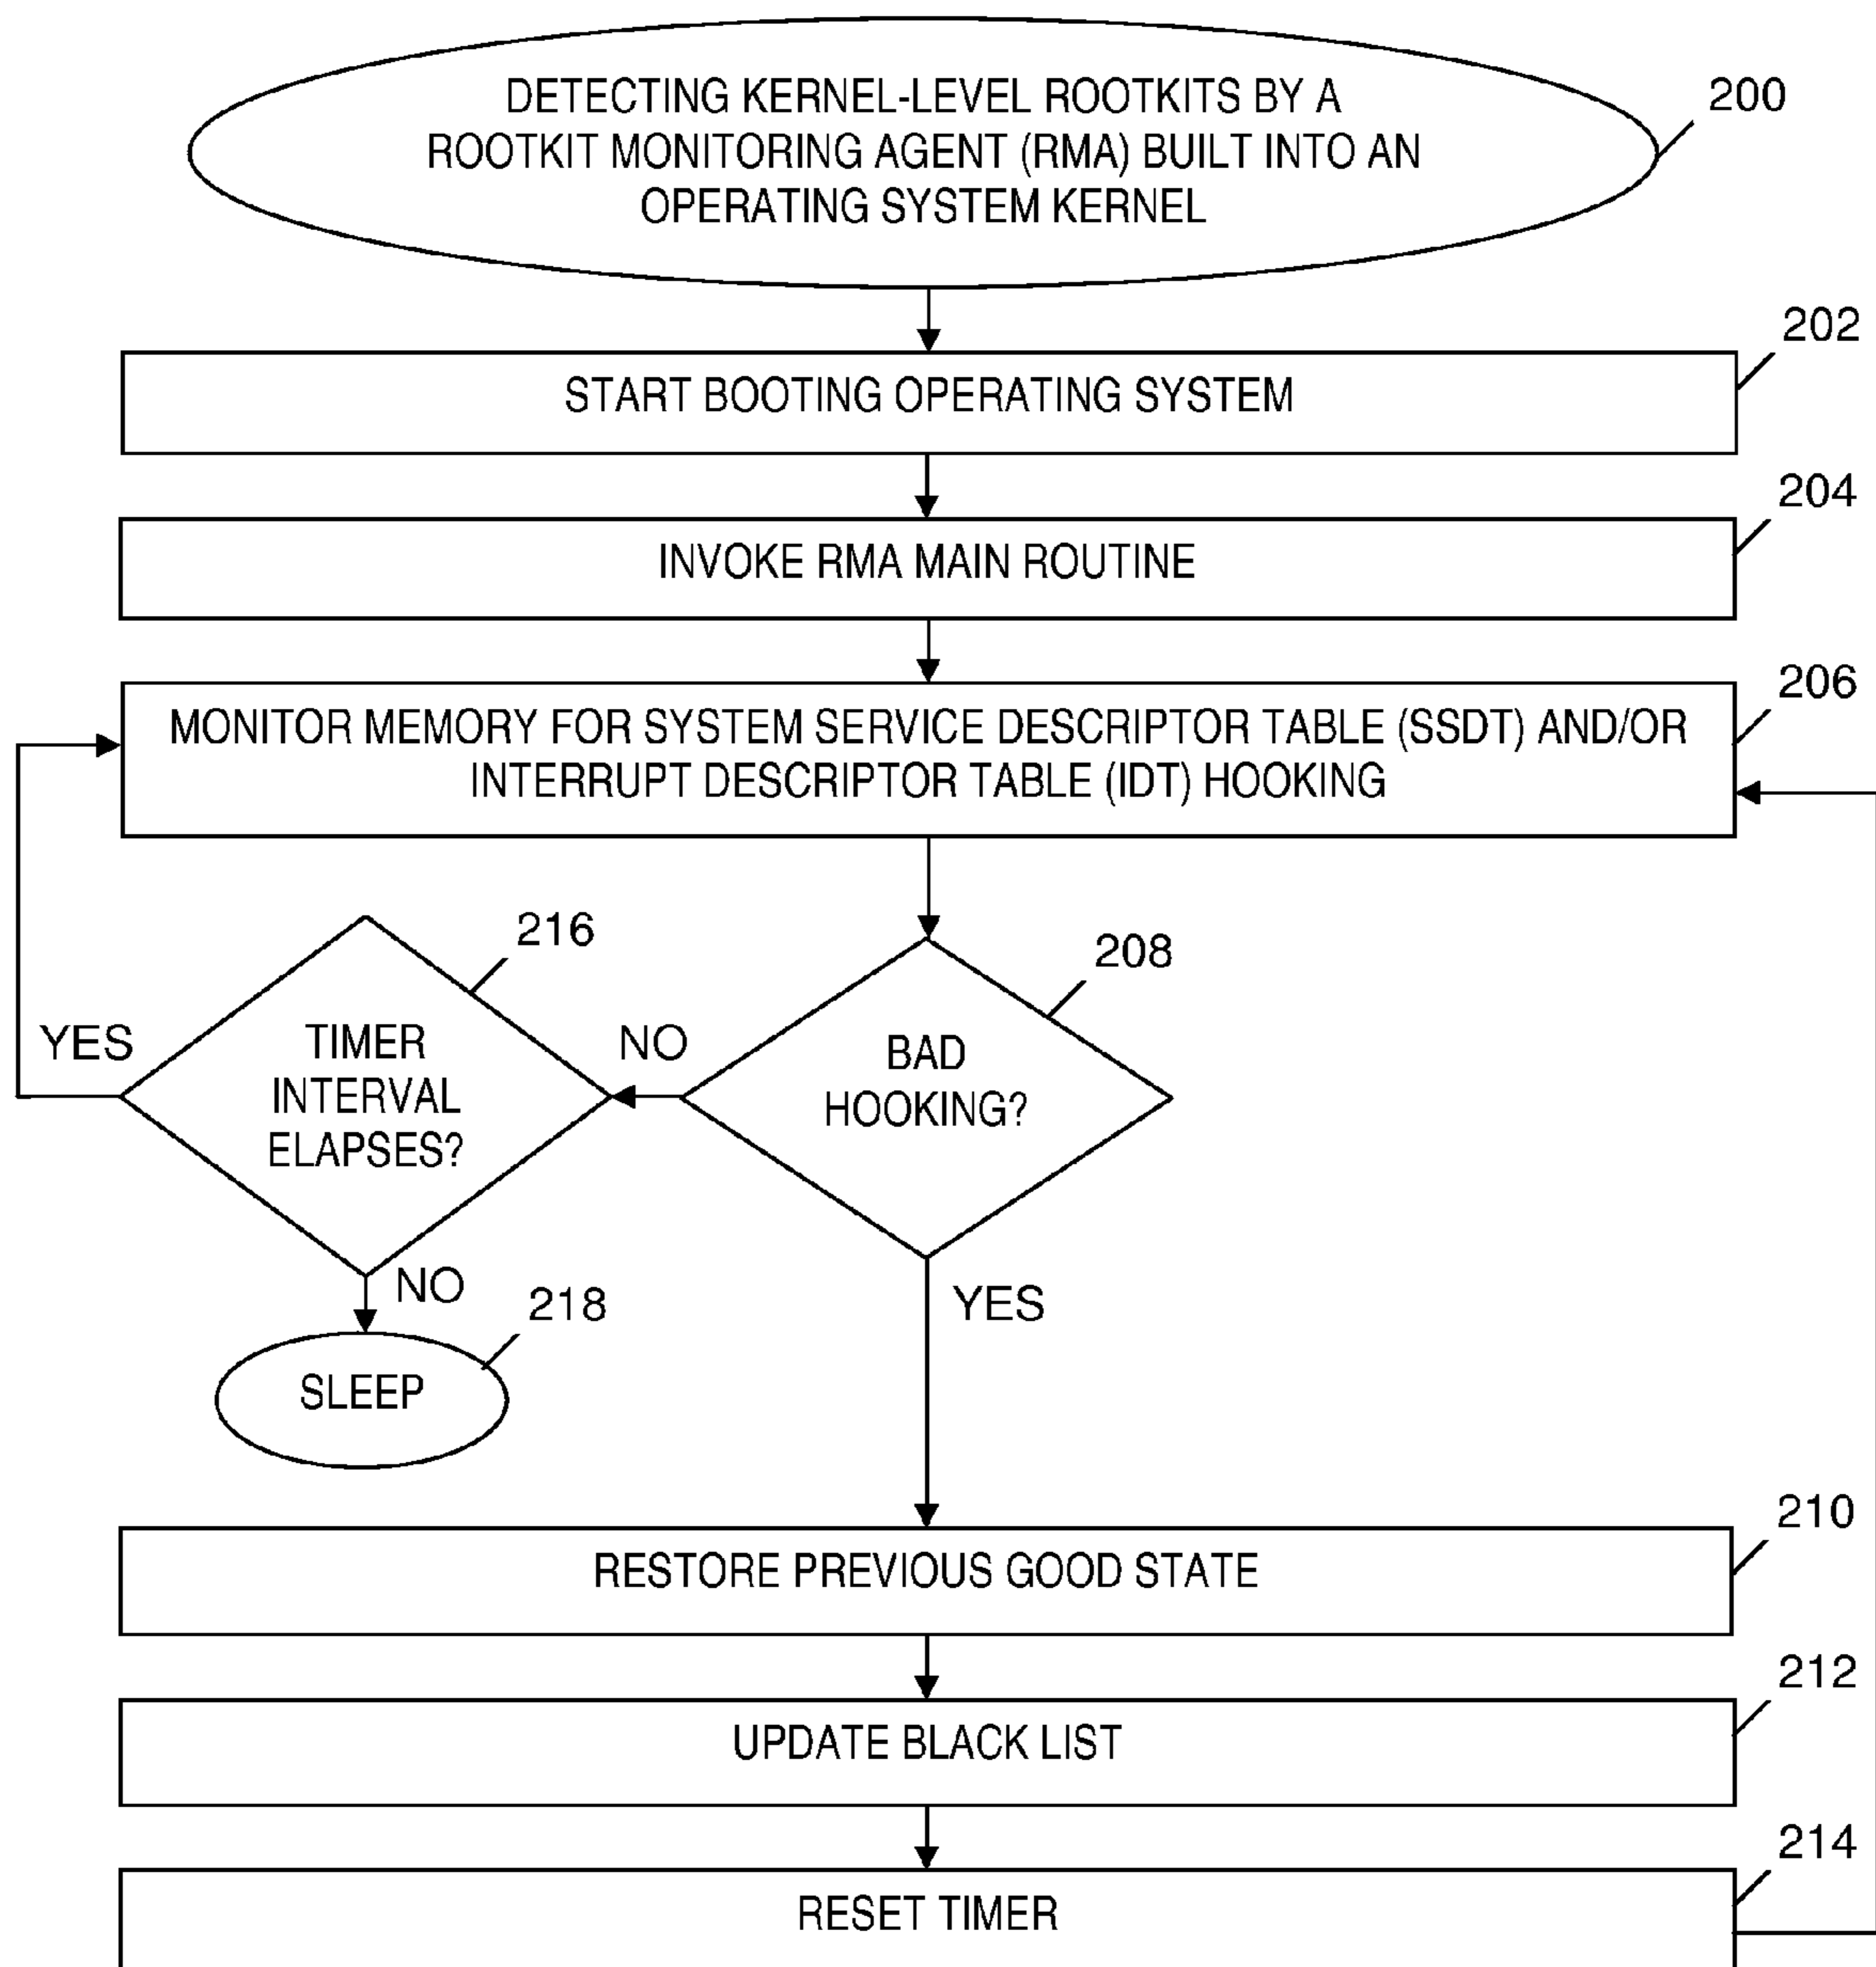 DETECTING KERNEL-LEVEL ROOTKITS BY A
ROOTKIT MONITORING AGENT (RMA) BUILT INTO AN
OPERATING SYSTEM KERNEL
200
202
START BOOTING OPERATING SYSTEM
204
INVOKE RMA MAIN ROUTINE
206
MONITOR MEMORY FOR SYSTEM SERVICE DESCRIPTOR TABLE (SSDT) AND/OR
INTERRUPT DESCRIPTOR TABLE (IDT) HOOKING
216
208
YES
TIMER
INTERVAL
ELAPSES?
NO
BAD
HOOKING?
NO
218
YES
SLEEP
210
RESTORE PREVIOUS GOOD STATE
212
UPDATE BLACK LIST
214
RESET TIMER